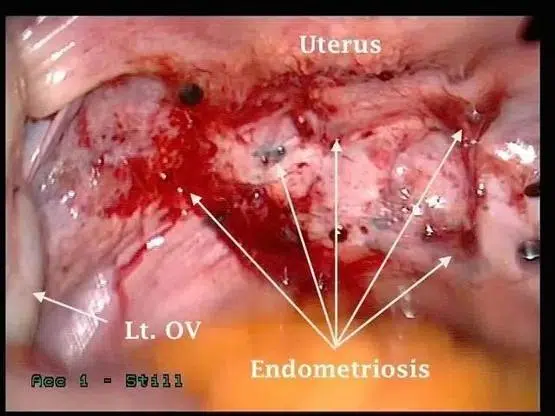 Uterus
Lt. OV
Endometriosis
Acc 1 - Still